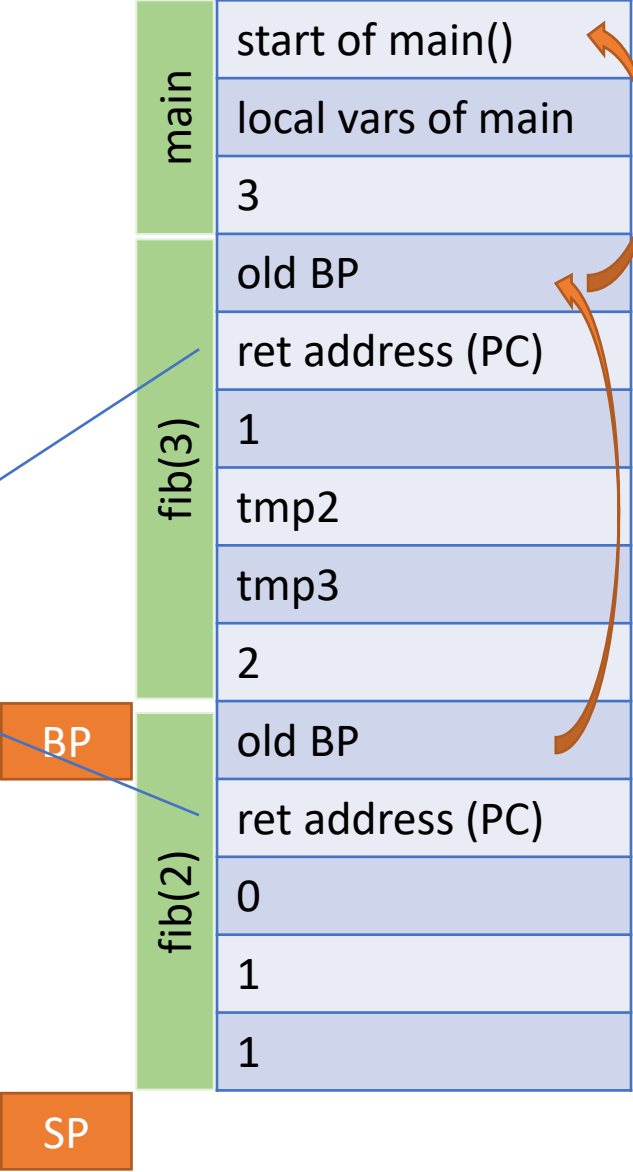 main
start of main()
local vars of main
3
fib(3)
old BP
ret address (PC)
1
tmp2
tmp3
2
BP
fib(2)
old BP
ret address (PC)
0
1
1
SP